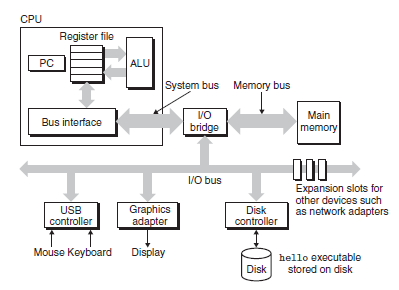 CPU
Register file
PC
ALU
System bus
Memory bus
Bus interface
I/O
bridge
Main
memory
I/O bus
Expansion slots for
other devices such
as network adapters
USB
controller
Graphics
adapter
Disk
controller
Mouse Keyboard
Display
Disk
hello executable
stored on disk